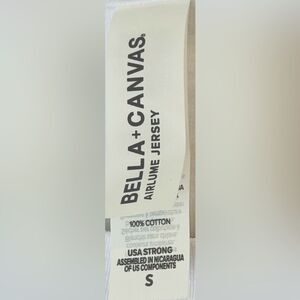 BELLA+CANVAS.
AIRLUME JERSEY
100% COTTON
USA STRONG
ASSEMBLED IN NICARAGUA
OF US COMPONENTS
S